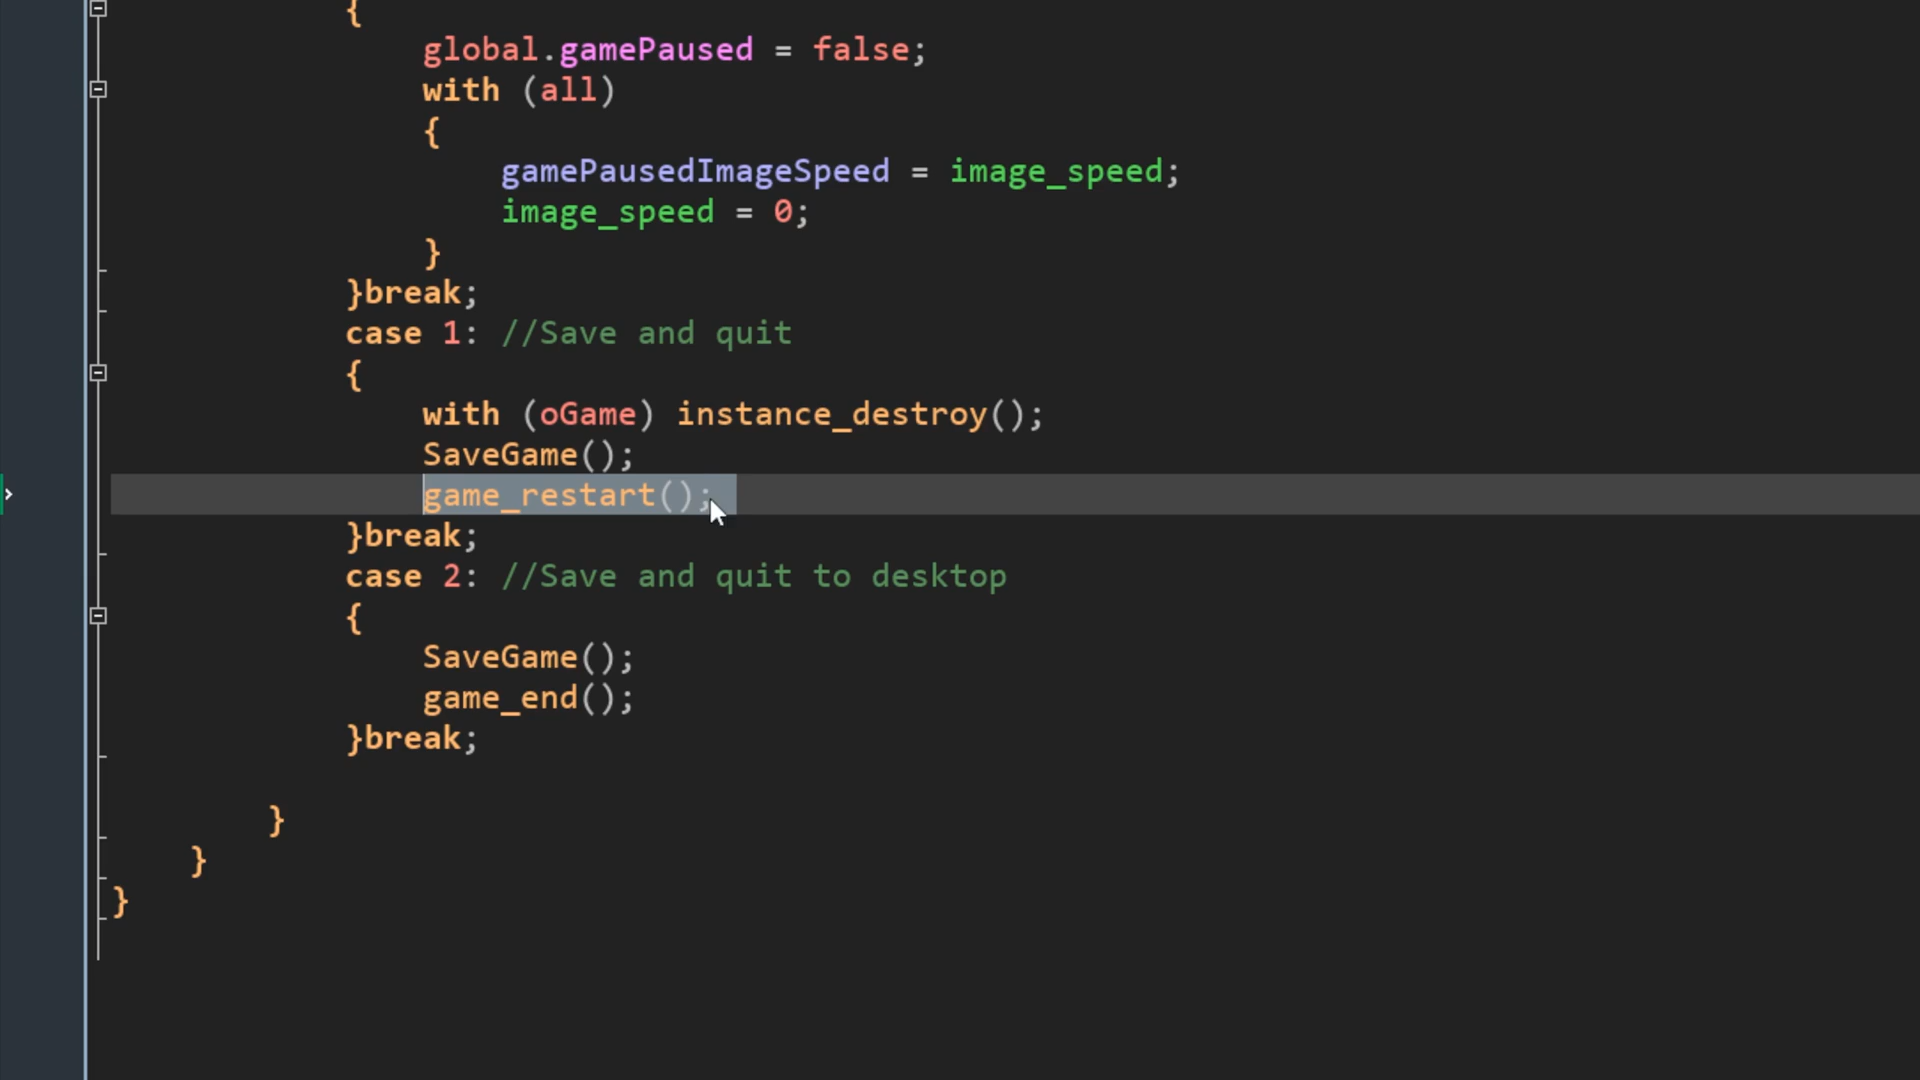 {
global.gamePaused = false;
with (all)
{
gamePausedImageSpeed = image_speed;
image_speed = 0;
}
}break;
case 1: //Save and quit
{
with (oGame) instance_destroy();
SaveGame();
game_restart();
}break;
case 2: //Save and quit to desktop
{
SaveGame();
game_end();
}break;
}
}
}